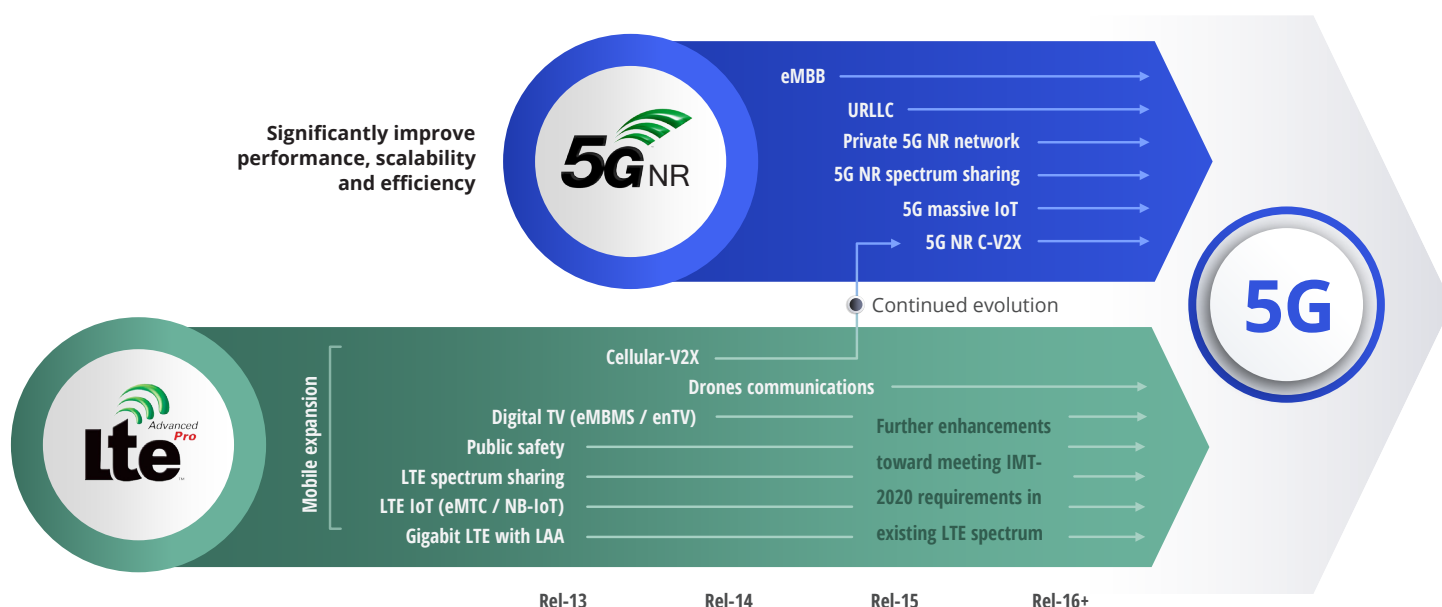 Significantly improve
performance, scalability
and efficiency
5G NR
eMBB
URLLC
Private 5G NR network
5G NR spectrum sharing
5G massive IoT
5G NR C-V2X
Continued evolution
5G
Lte
Advanced
Pro
Mobile expansion
Cellular-V2X
Drones communications
Digital TV (eMBMS / enTV)
Public safety
LTE spectrum sharing
LTE IoT (eMTC / NB-IoT)
Gigabit LTE with LAA
Further enhancements
toward meeting IMT-
2020 requirements in
existing LTE spectrum
Rel-13 Rel-14 Rel-15 Rel-16+